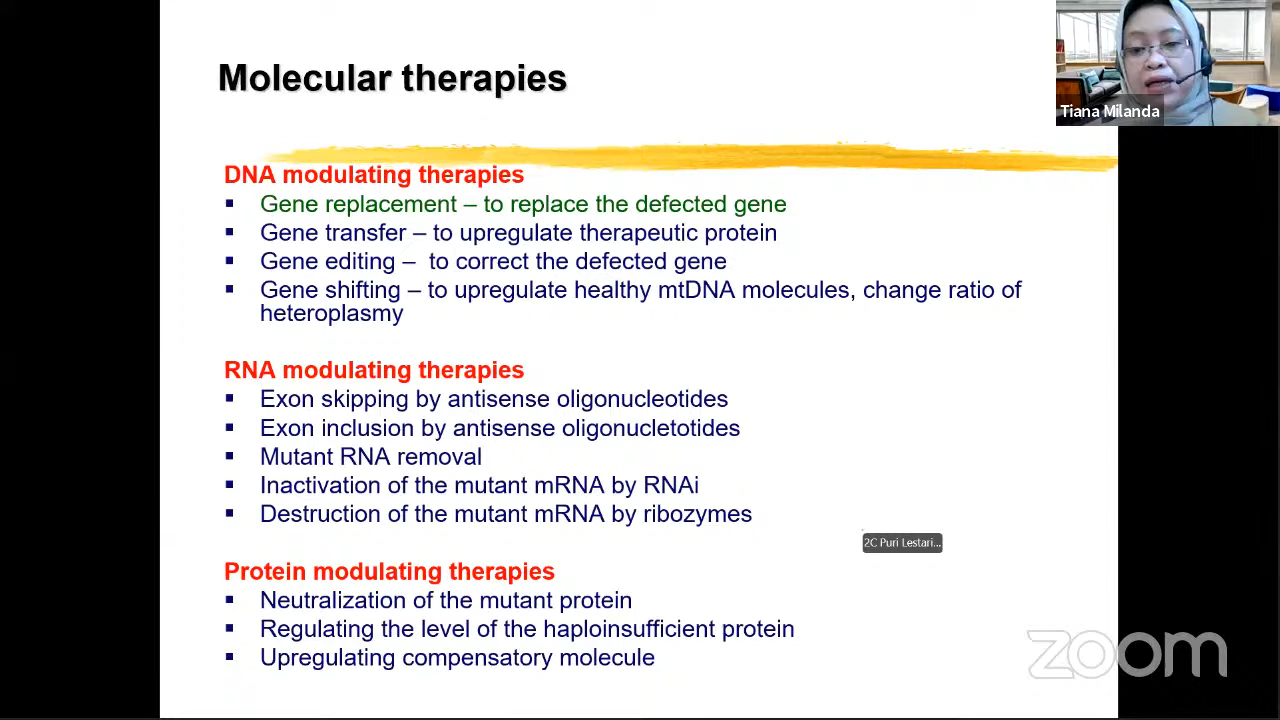 Molecular therapies
Tiana Milanda
DNA modulating therapies
▪ Gene replacement – to replace the defected gene
▪ Gene transfer – to upregulate therapeutic protein
▪ Gene editing – to correct the defected gene
▪ Gene shifting – to upregulate healthy mtDNA molecules, change ratio of
heteroplasmy
RNA modulating therapies
▪ Exon skipping by antisense oligonucleotides
▪ Exon inclusion by antisense oligonucletotides
▪ Mutant RNA removal
▪ Inactivation of the mutant mRNA by RNAi
▪ Destruction of the mutant mRNA by ribozymes
2C Puri Lestari...
Protein modulating therapies
▪ Neutralization of the mutant protein
▪ Regulating the level of the haploinsufficient protein
▪ Upregulating compensatory molecule
zoom